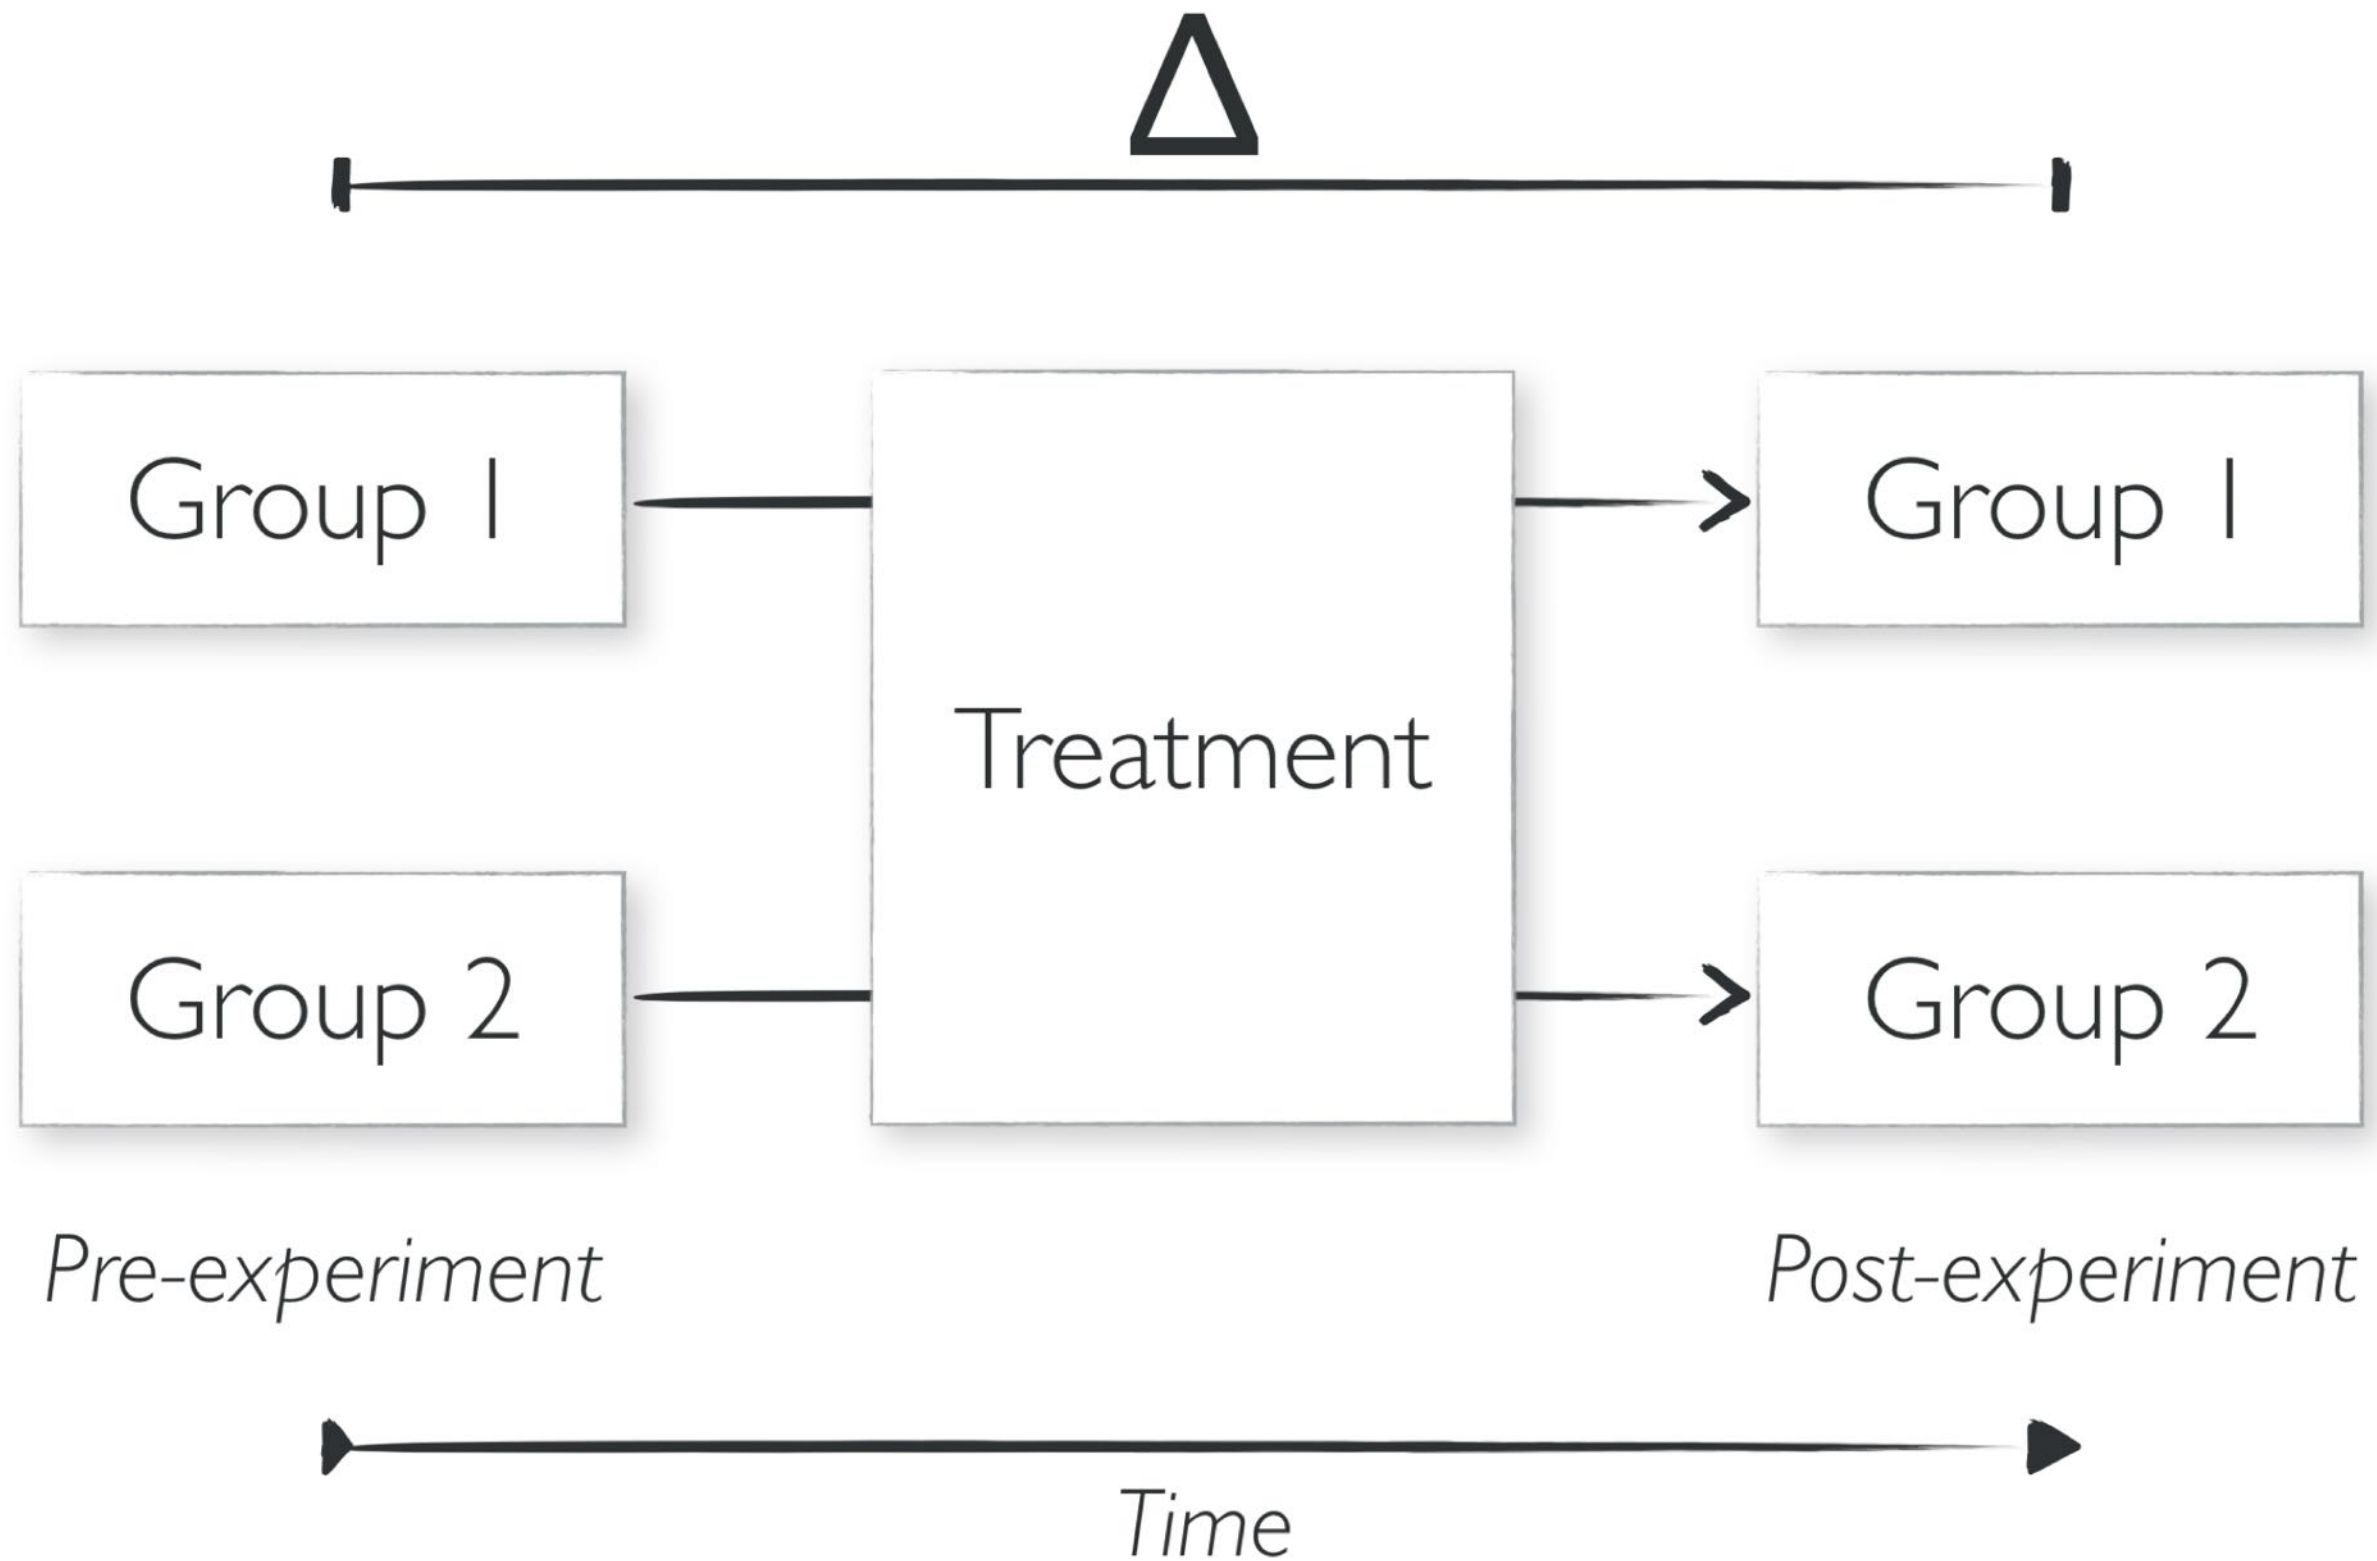 Δ
Group 1
Group 1
Treatment
Group 2
Group 2
Pre-experiment
Post-experiment
Time